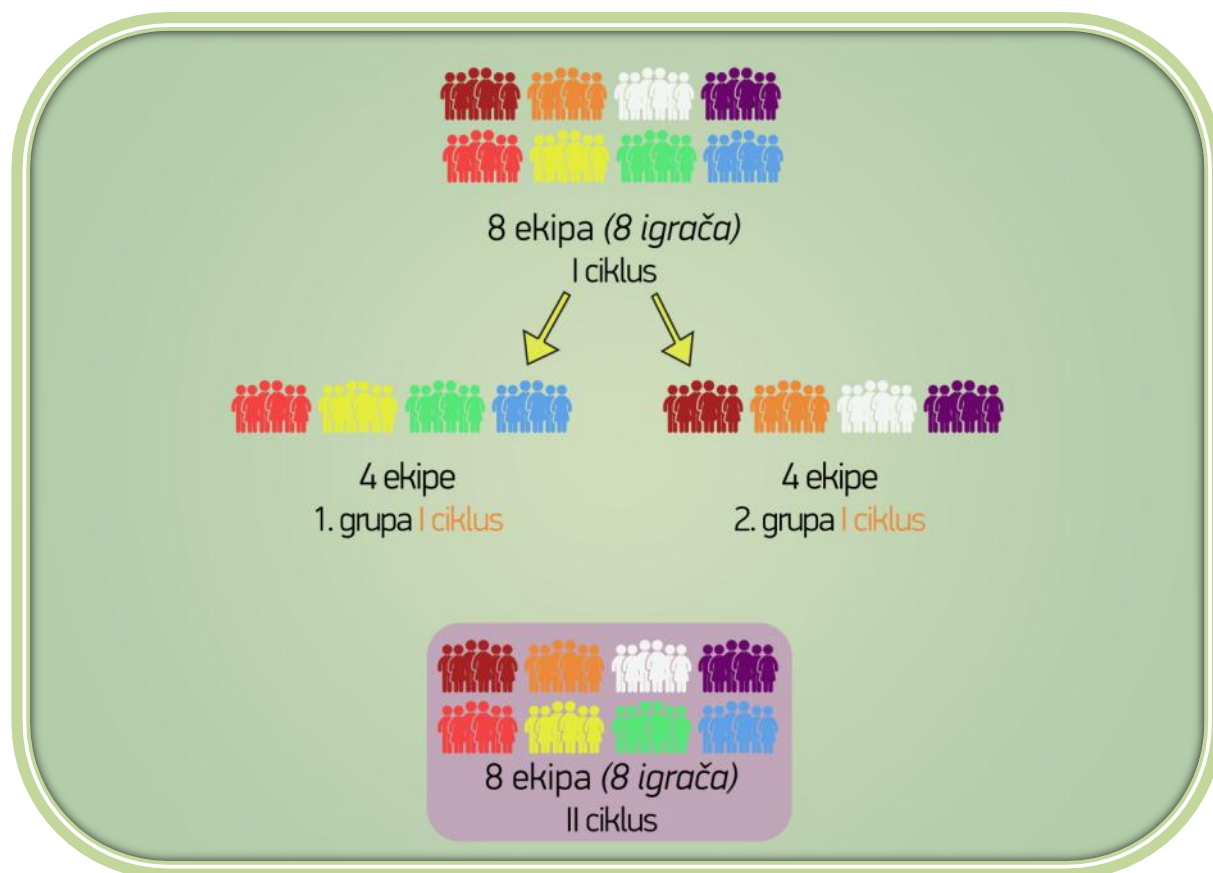 8 ekipa (8 igrača)
I ciklus
4 ekipe
1. grupa I ciklus
4 ekipe
2. grupa I ciklus
8 ekipa (8 igrača)
II ciklus